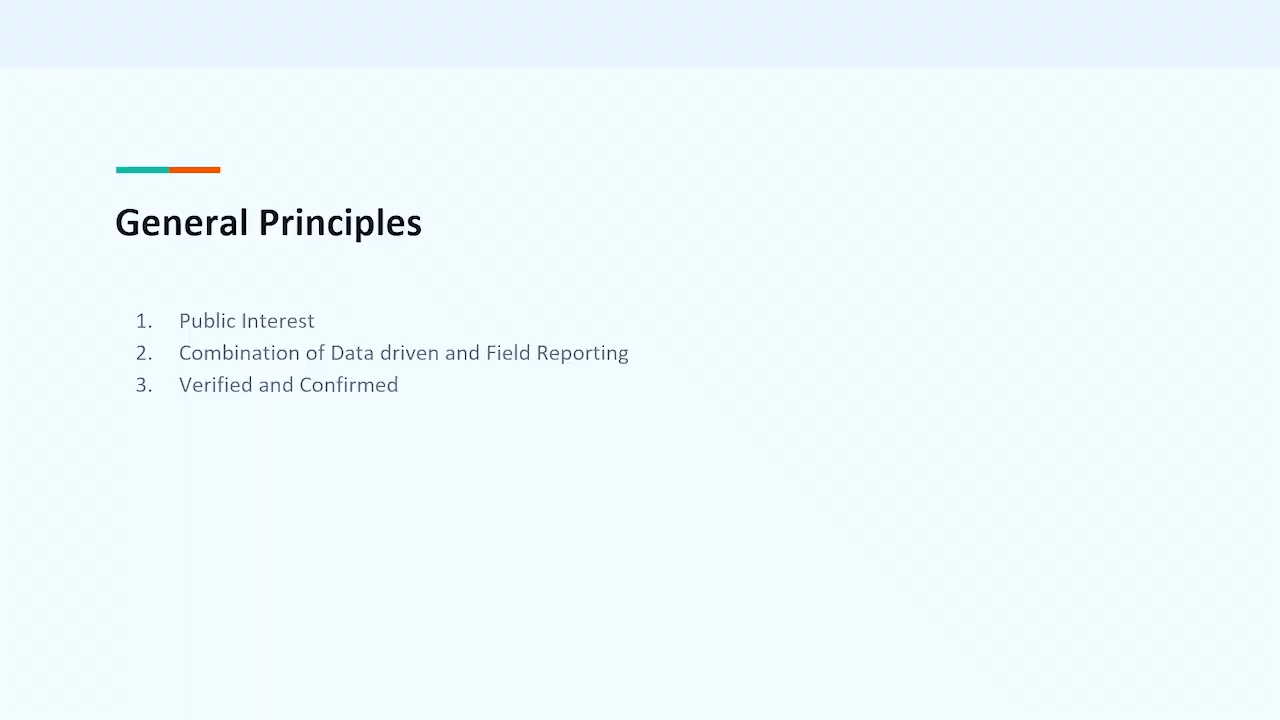 General Principles
1. Public Interest
2. Combination of Data driven and Field Reporting
3. Verified and Confirmed